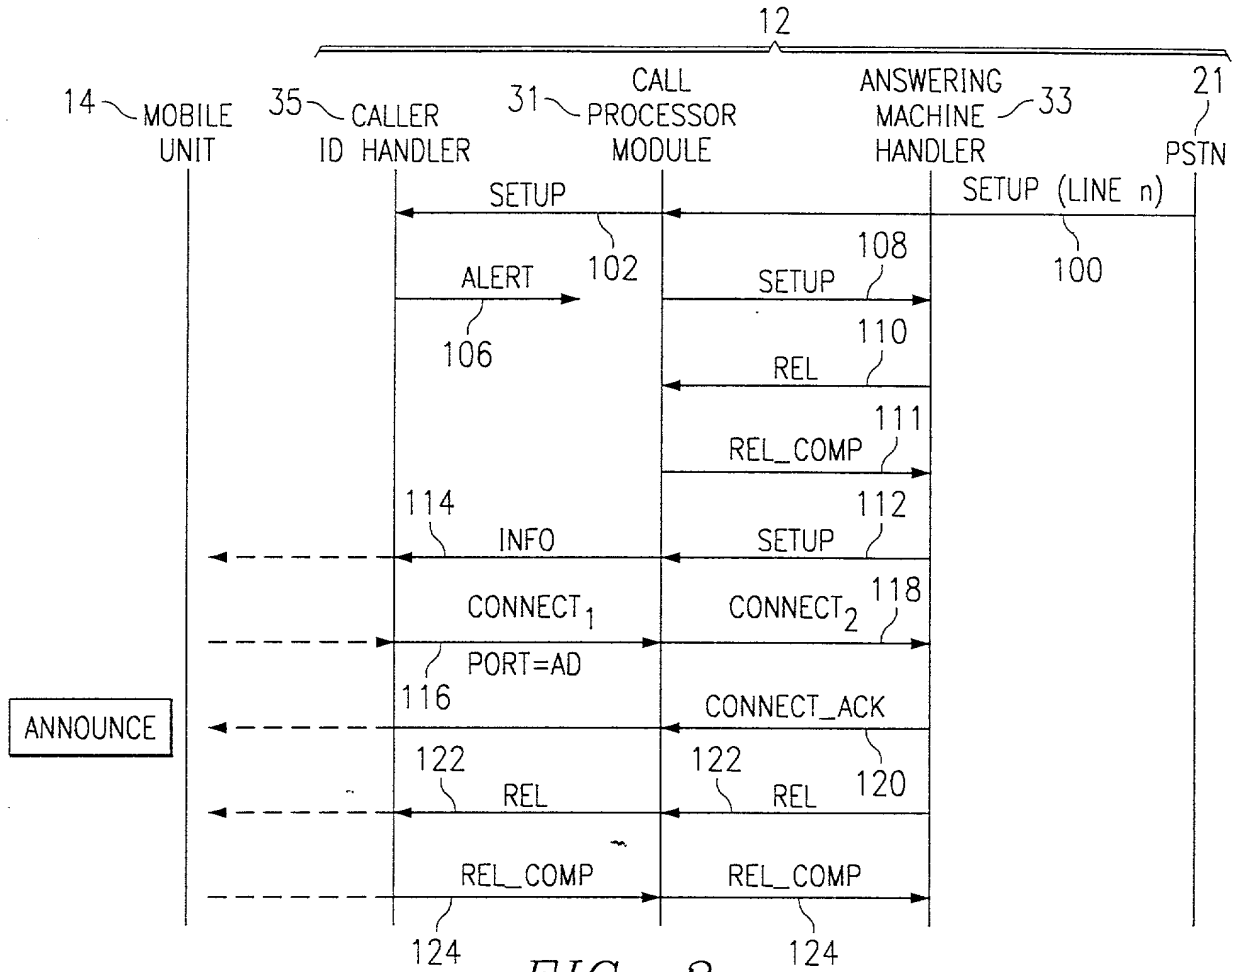 12
14 MOBILE UNIT
35 CALLER ID HANDLER
31 CALL PROCESSOR MODULE
ANSWERING MACHINE HANDLER 33
21 PSTN
SETUP
SETUP (LINE n)
102
100
ALERT
SETUP
108
106
REL
110
REL_COMP
111
114
INFO
SETUP
112
CONNECT1
CONNECT2
118
PORT=AD
116
ANNOUNCE
CONNECT_ACK
120
122
REL
122
REL
REL_COMP
REL_COMP
124
124